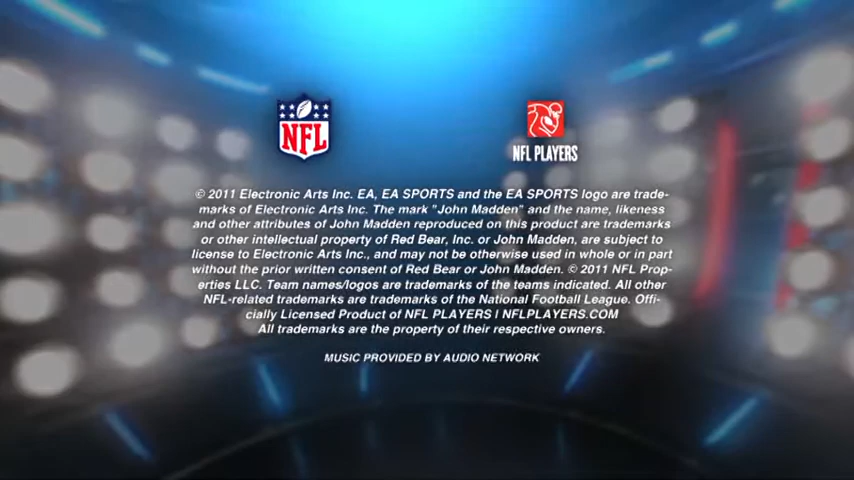 NFL
NFL PLAYERS
© 2011 Electronic Arts Inc. EA, EA SPORTS and the EA SPORTS logo are trade-
marks of Electronic Arts Inc. The mark "John Madden" and the name, likeness
and other attributes of John Madden reproduced on this product are trademarks
or other intellectual property of Red Bear, Inc. or John Madden, are subject to
license to Electronic Arts Inc., and may not be otherwise used in whole or in part
without the prior written consent of Red Bear or John Madden. © 2011 NFL Prop-
erties LLC. Team names/logos are trademarks of the teams indicated. All other
NFL-related trademarks are trademarks of the National Football League. Offi-
cially Licensed Product of NFL PLAYERS | NFLPLAYERS.COM
All trademarks are the property of their respective owners.
MUSIC PROVIDED BY AUDIO NETWORK